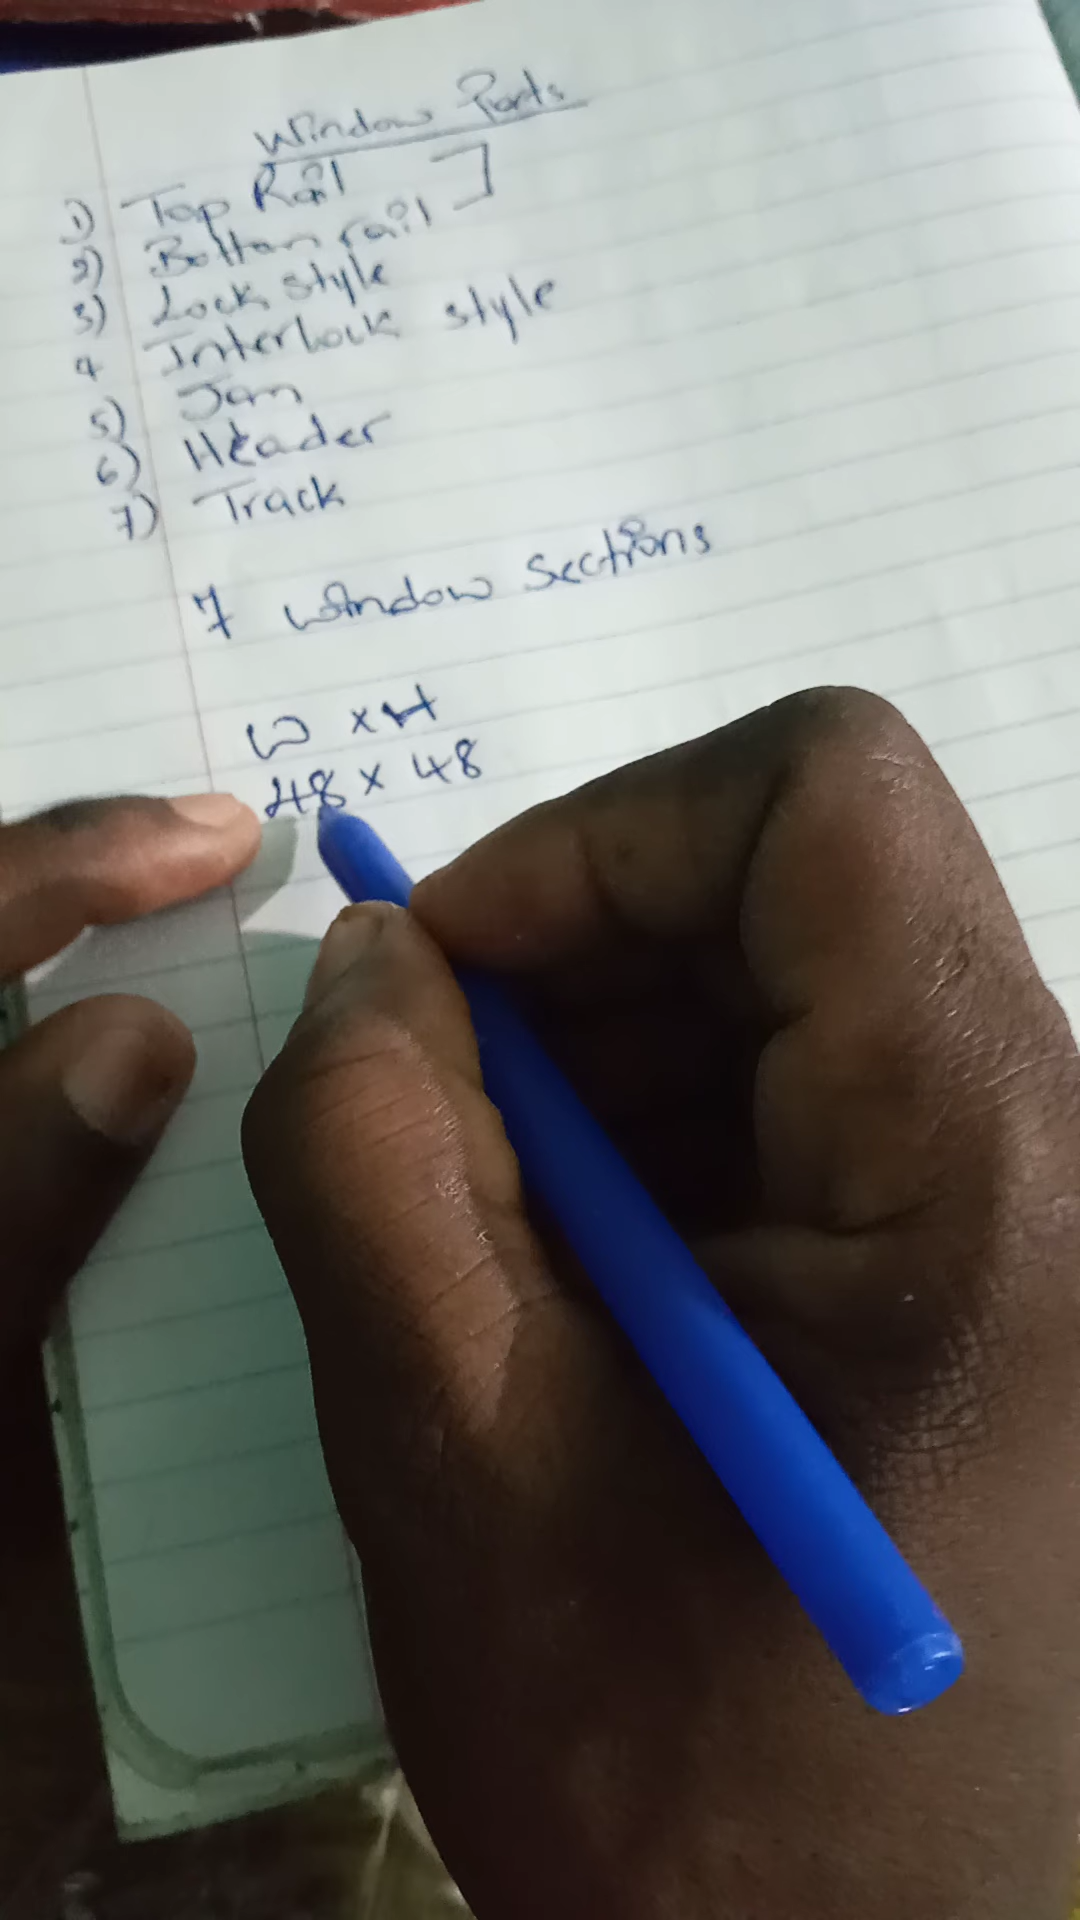 Window Parts
1) Top Rail ]
2) Bottom rail
3) Lock style
4 Interlock style
5) Jam
6) Header
7) Track
7 window sections
W x H
48 x 48